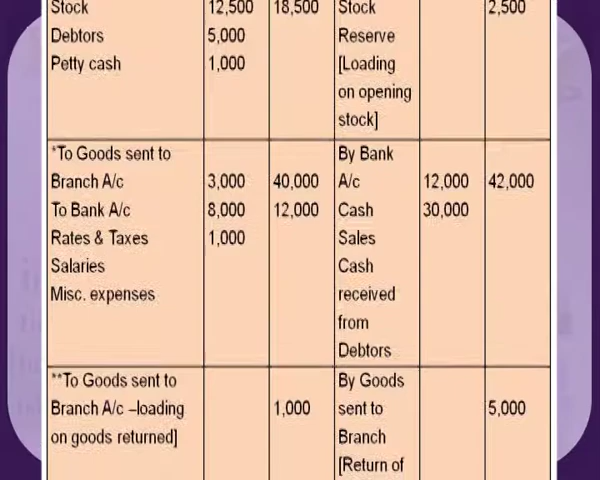 Stock 12,500 18,500 Stock 2,500
Debtors 5,000 Reserve
Petty cash 1,000 [Loading
on opening
stock]
*To Goods sent to By Bank
Branch A/c 3,000 40,000 A/c 12,000 42,000
To Bank A/c 8,000 12,000 Cash 30,000
Rates & Taxes 1,000 Sales
Salaries Cash
Misc. expenses received
from
Debtors
**To Goods sent to By Goods
Branch A/c –loading 1,000 sent to 5,000
on goods returned] Branch
[Return of